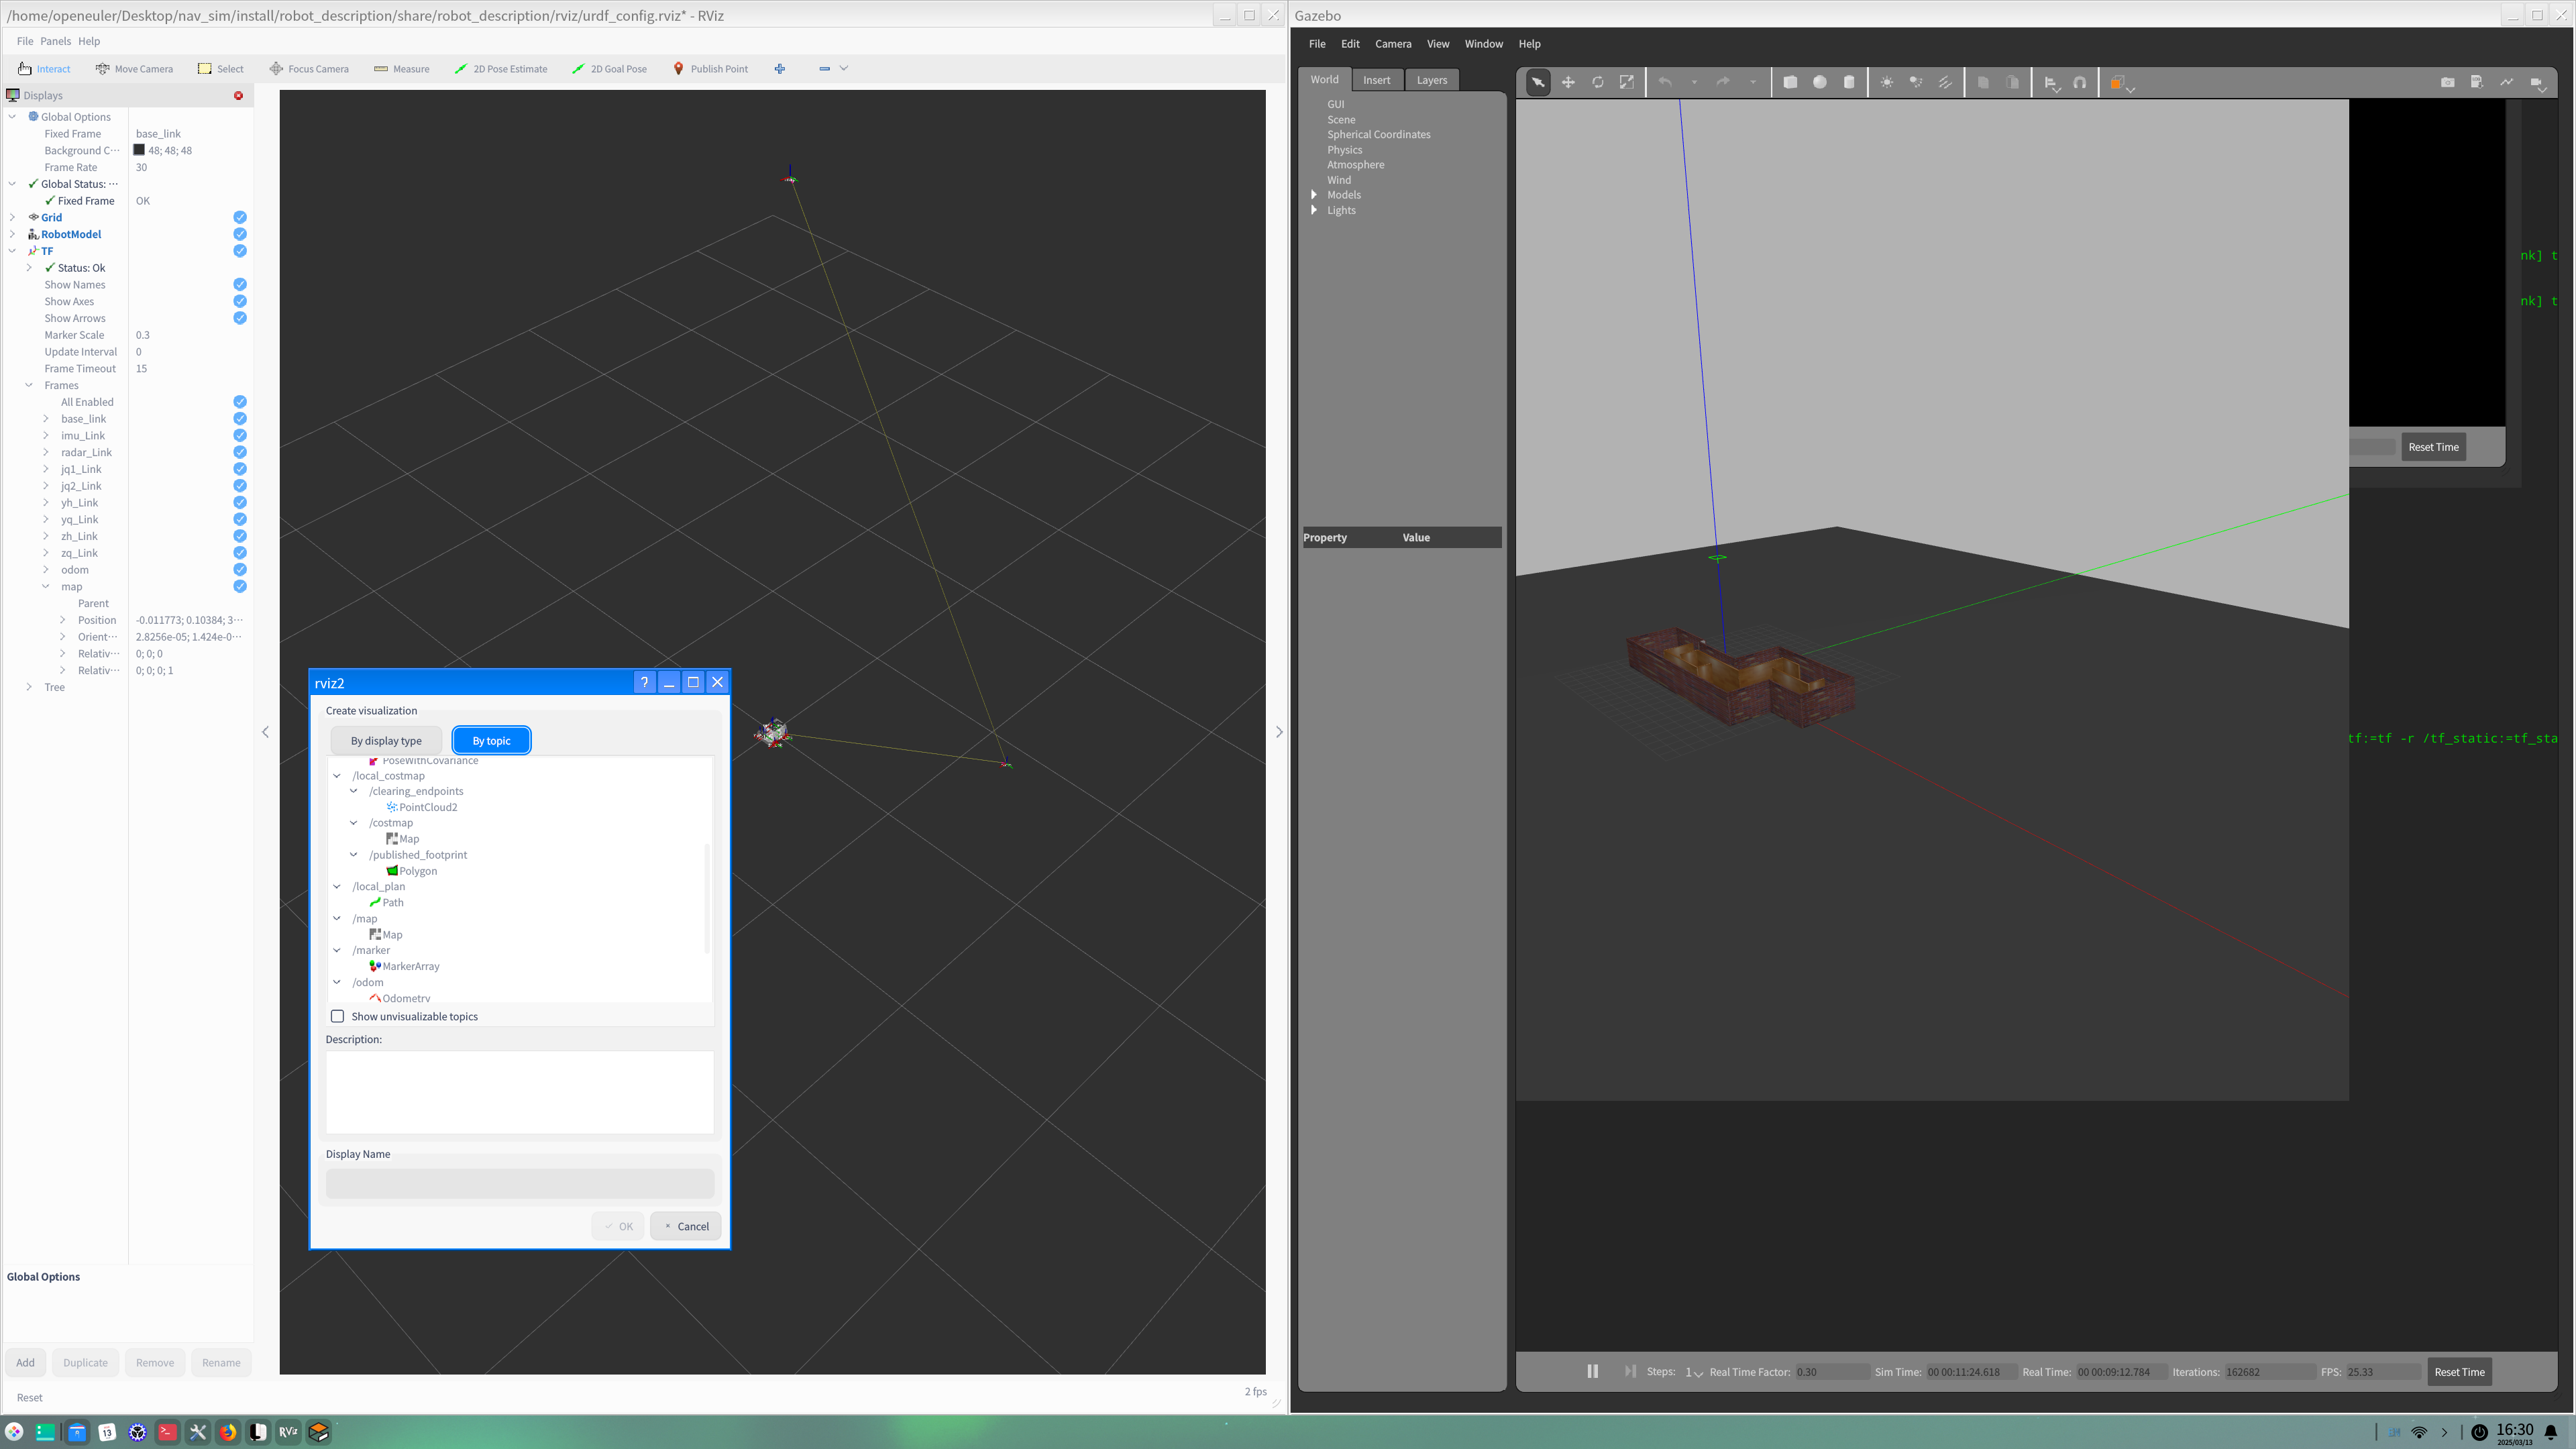 /home/openeuler/Desktop/nav_sim/install/robot_description/share/robot_description/rviz/urdf_config.rviz* - RViz
File Panels Help
Interact Move Camera Select Focus Camera Measure 2D Pose Estimate 2D Goal Pose Publish Point
Displays
Global Options
Fixed Frame base_link
Background C··· 48; 48; 48
Frame Rate 30
Global Status: ···
Fixed Frame OK
Grid
RobotModel
TF
Status: Ok
Show Names
Show Axes
Show Arrows
Marker Scale 0.3
Update Interval 0
Frame Timeout 15
Frames
All Enabled
base_link
imu_Link
radar_Link
jq1_Link
jq2_Link
yh_Link
yq_Link
zh_Link
zq_Link
odom
map
Parent
Position -0.011773; 0.10384; 3···
Orient··· 2.8256e-05; 1.424e-0···
Relativ··· 0; 0; 0
Relativ··· 0; 0; 0; 1
Tree
Global Options
Add Duplicate Remove Rename
Reset
2 fps
rviz2
Create visualization
By display type By topic
PoseWithCovariance
/local_costmap
/clearing_endpoints
PointCloud2
/costmap
Map
/published_footprint
Polygon
/local_plan
Path
/map
Map
/marker
MarkerArray
/odom
Odometry
Show unvisualizable topics
Description:
Display Name
OK Cancel
Gazebo
File Edit Camera View Window Help
World Insert Layers
GUI
Scene
Spherical Coordinates
Physics
Atmosphere
Wind
Models
Lights
Property Value
nk] t
nk] t
Reset Time
tf:=tf -r /tf_static:=tf_sta
Steps: 1 Real Time Factor: 0.30 Sim Time: 00 00:11:24.618 Real Time: 00 00:09:12.784 Iterations: 162682 FPS: 25.33 Reset Time
13
RViz
16:30
2025/03/13